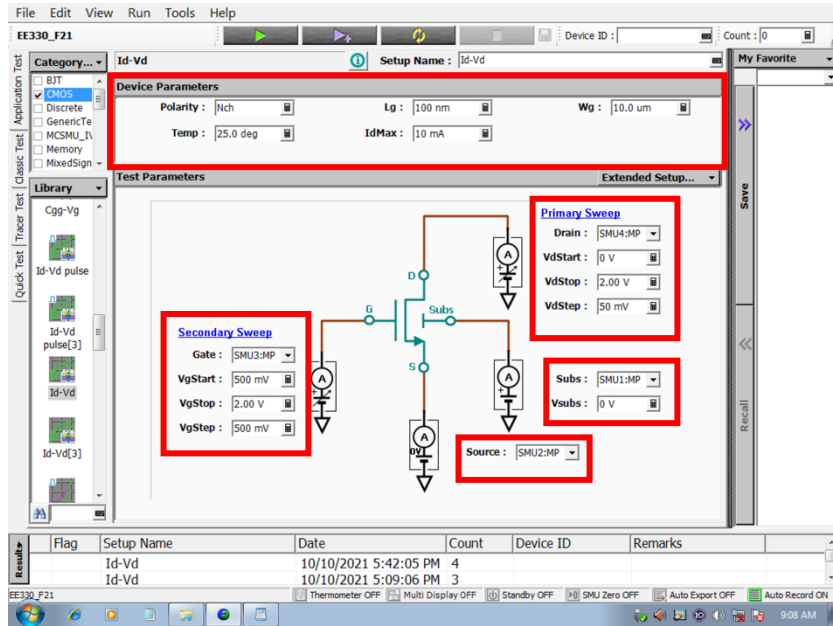 File Edit View Run Tools Help
EE330_F21 Device ID : Count : 0
Category... Id-Vd Setup Name : Id-Vd My Favorite
Application Test
Classic Test
Tracer Test
Quick Test
BJT
CMOS
Discrete
GenericTe
MCSMU_IV
Memory
MixedSign
Device Parameters
Polarity : Nch Lg : 100 nm Wg : 10.0 um
Temp : 25.0 deg IdMax : 10 mA
Test Parameters Extended Setup...
Library
Cgg-Vg
Id-Vd pulse
Id-Vd
pulse[3]
Id-Vd
Id-Vd[3]
Primary Sweep
Drain : SMU4:MP
VdStart : 0 V
VdStop : 2.00 V
VdStep : 50 mV
Secondary Sweep
Gate : SMU3:MP
VgStart : 500 mV
VgStop : 2.00 V
VgStep : 500 mV
D
G
Subs
S
A
A
A
A
0V
Subs : SMU1:MP
Vsubs : 0 V
Source : SMU2:MP
Save
Recall
Results
Flag Setup Name Date Count Device ID Remarks
Id-Vd 10/10/2021 5:42:05 PM 4
Id-Vd 10/10/2021 5:09:06 PM 3
EE330_F21 Thermometer OFF Multi Display OFF Standby OFF SMU Zero OFF Auto Export OFF Auto Record ON
9:08 AM